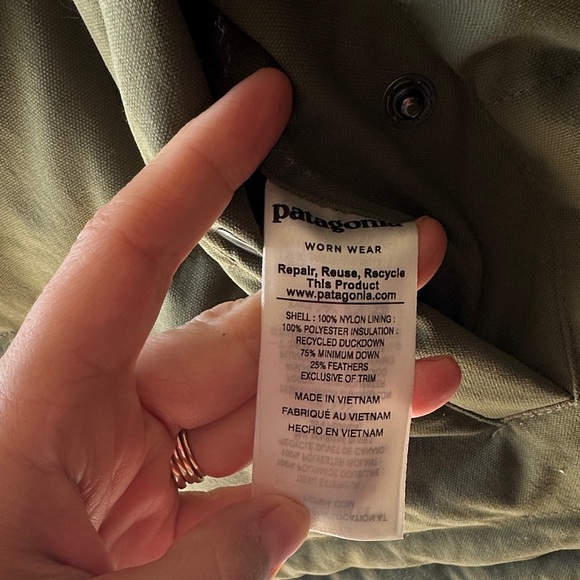 patagonia
WORN WEAR
Repair, Reuse, Recycle
This Product
www.patagonia.com
SHELL : 100% NYLON LINING :
100% POLYESTER INSULATION :
RECYCLED DUCKDOWN
75% MINIMUM DOWN
25% FEATHERS
EXCLUSIVE OF TRIM
MADE IN VIETNAM
FABRIQUÉ AU VIETNAM
HECHO EN VIETNAM